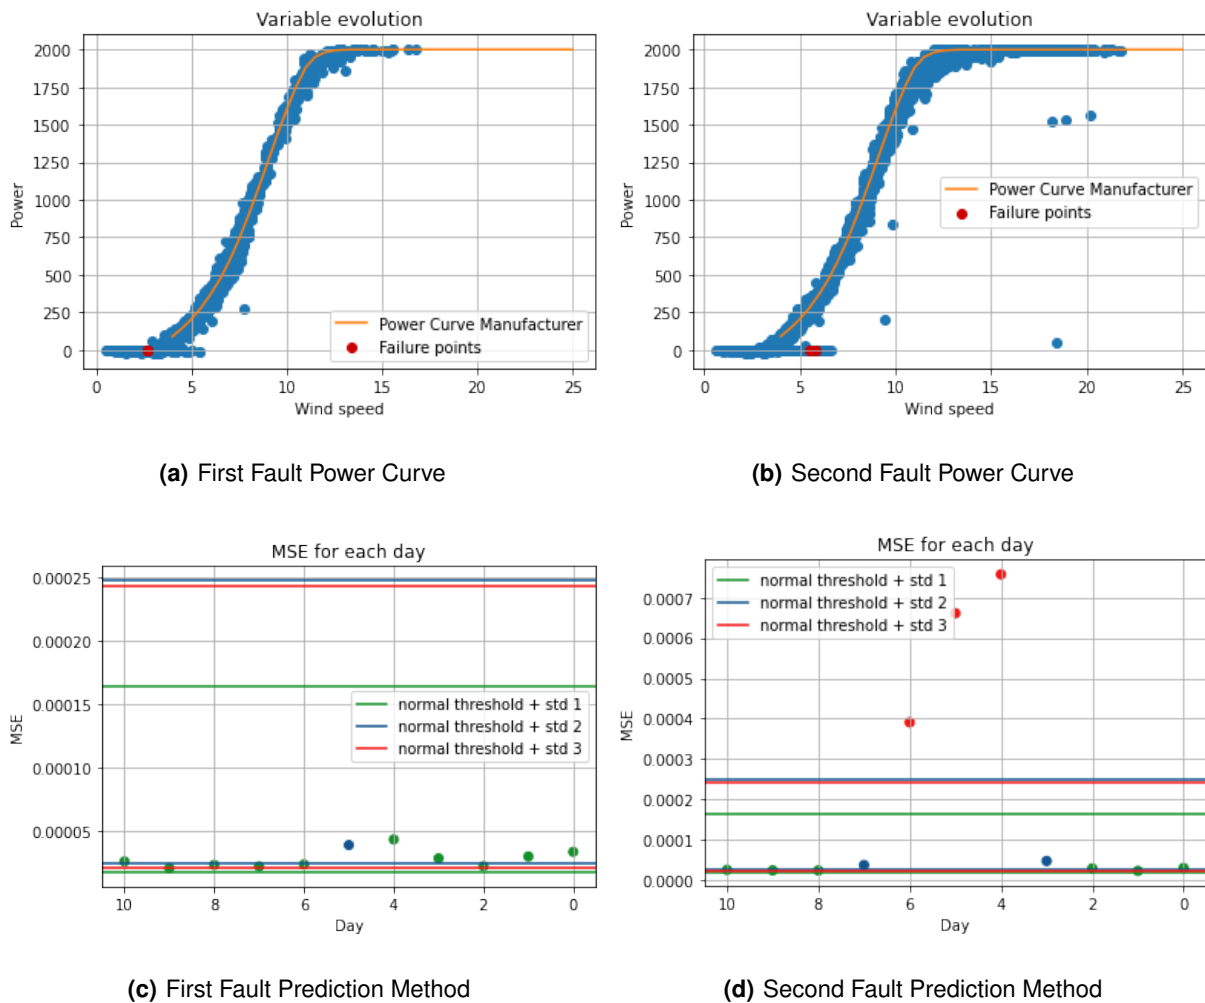 Variable evolution
2000
1750
1500
1250
1000
750
500
250
0
Power
Power Curve Manufacturer
Failure points
0 5 10 15 20 25
Wind speed
(a) First Fault Power Curve
Variable evolution
2000
1750
1500
1250
1000
750
500
250
0
Power
Power Curve Manufacturer
Failure points
0 5 10 15 20 25
Wind speed
(b) Second Fault Power Curve
MSE for each day
0.00025
0.00020
0.00015
0.00010
0.00005
MSE
normal threshold + std 1
normal threshold + std 2
normal threshold + std 3
10 8 6 4 2 0
Day
(c) First Fault Prediction Method
MSE for each day
0.0007
0.0006
0.0005
0.0004
0.0003
0.0002
0.0001
0.0000
MSE
normal threshold + std 1
normal threshold + std 2
normal threshold + std 3
10 8 6 4 2 0
Day
(d) Second Fault Prediction Method